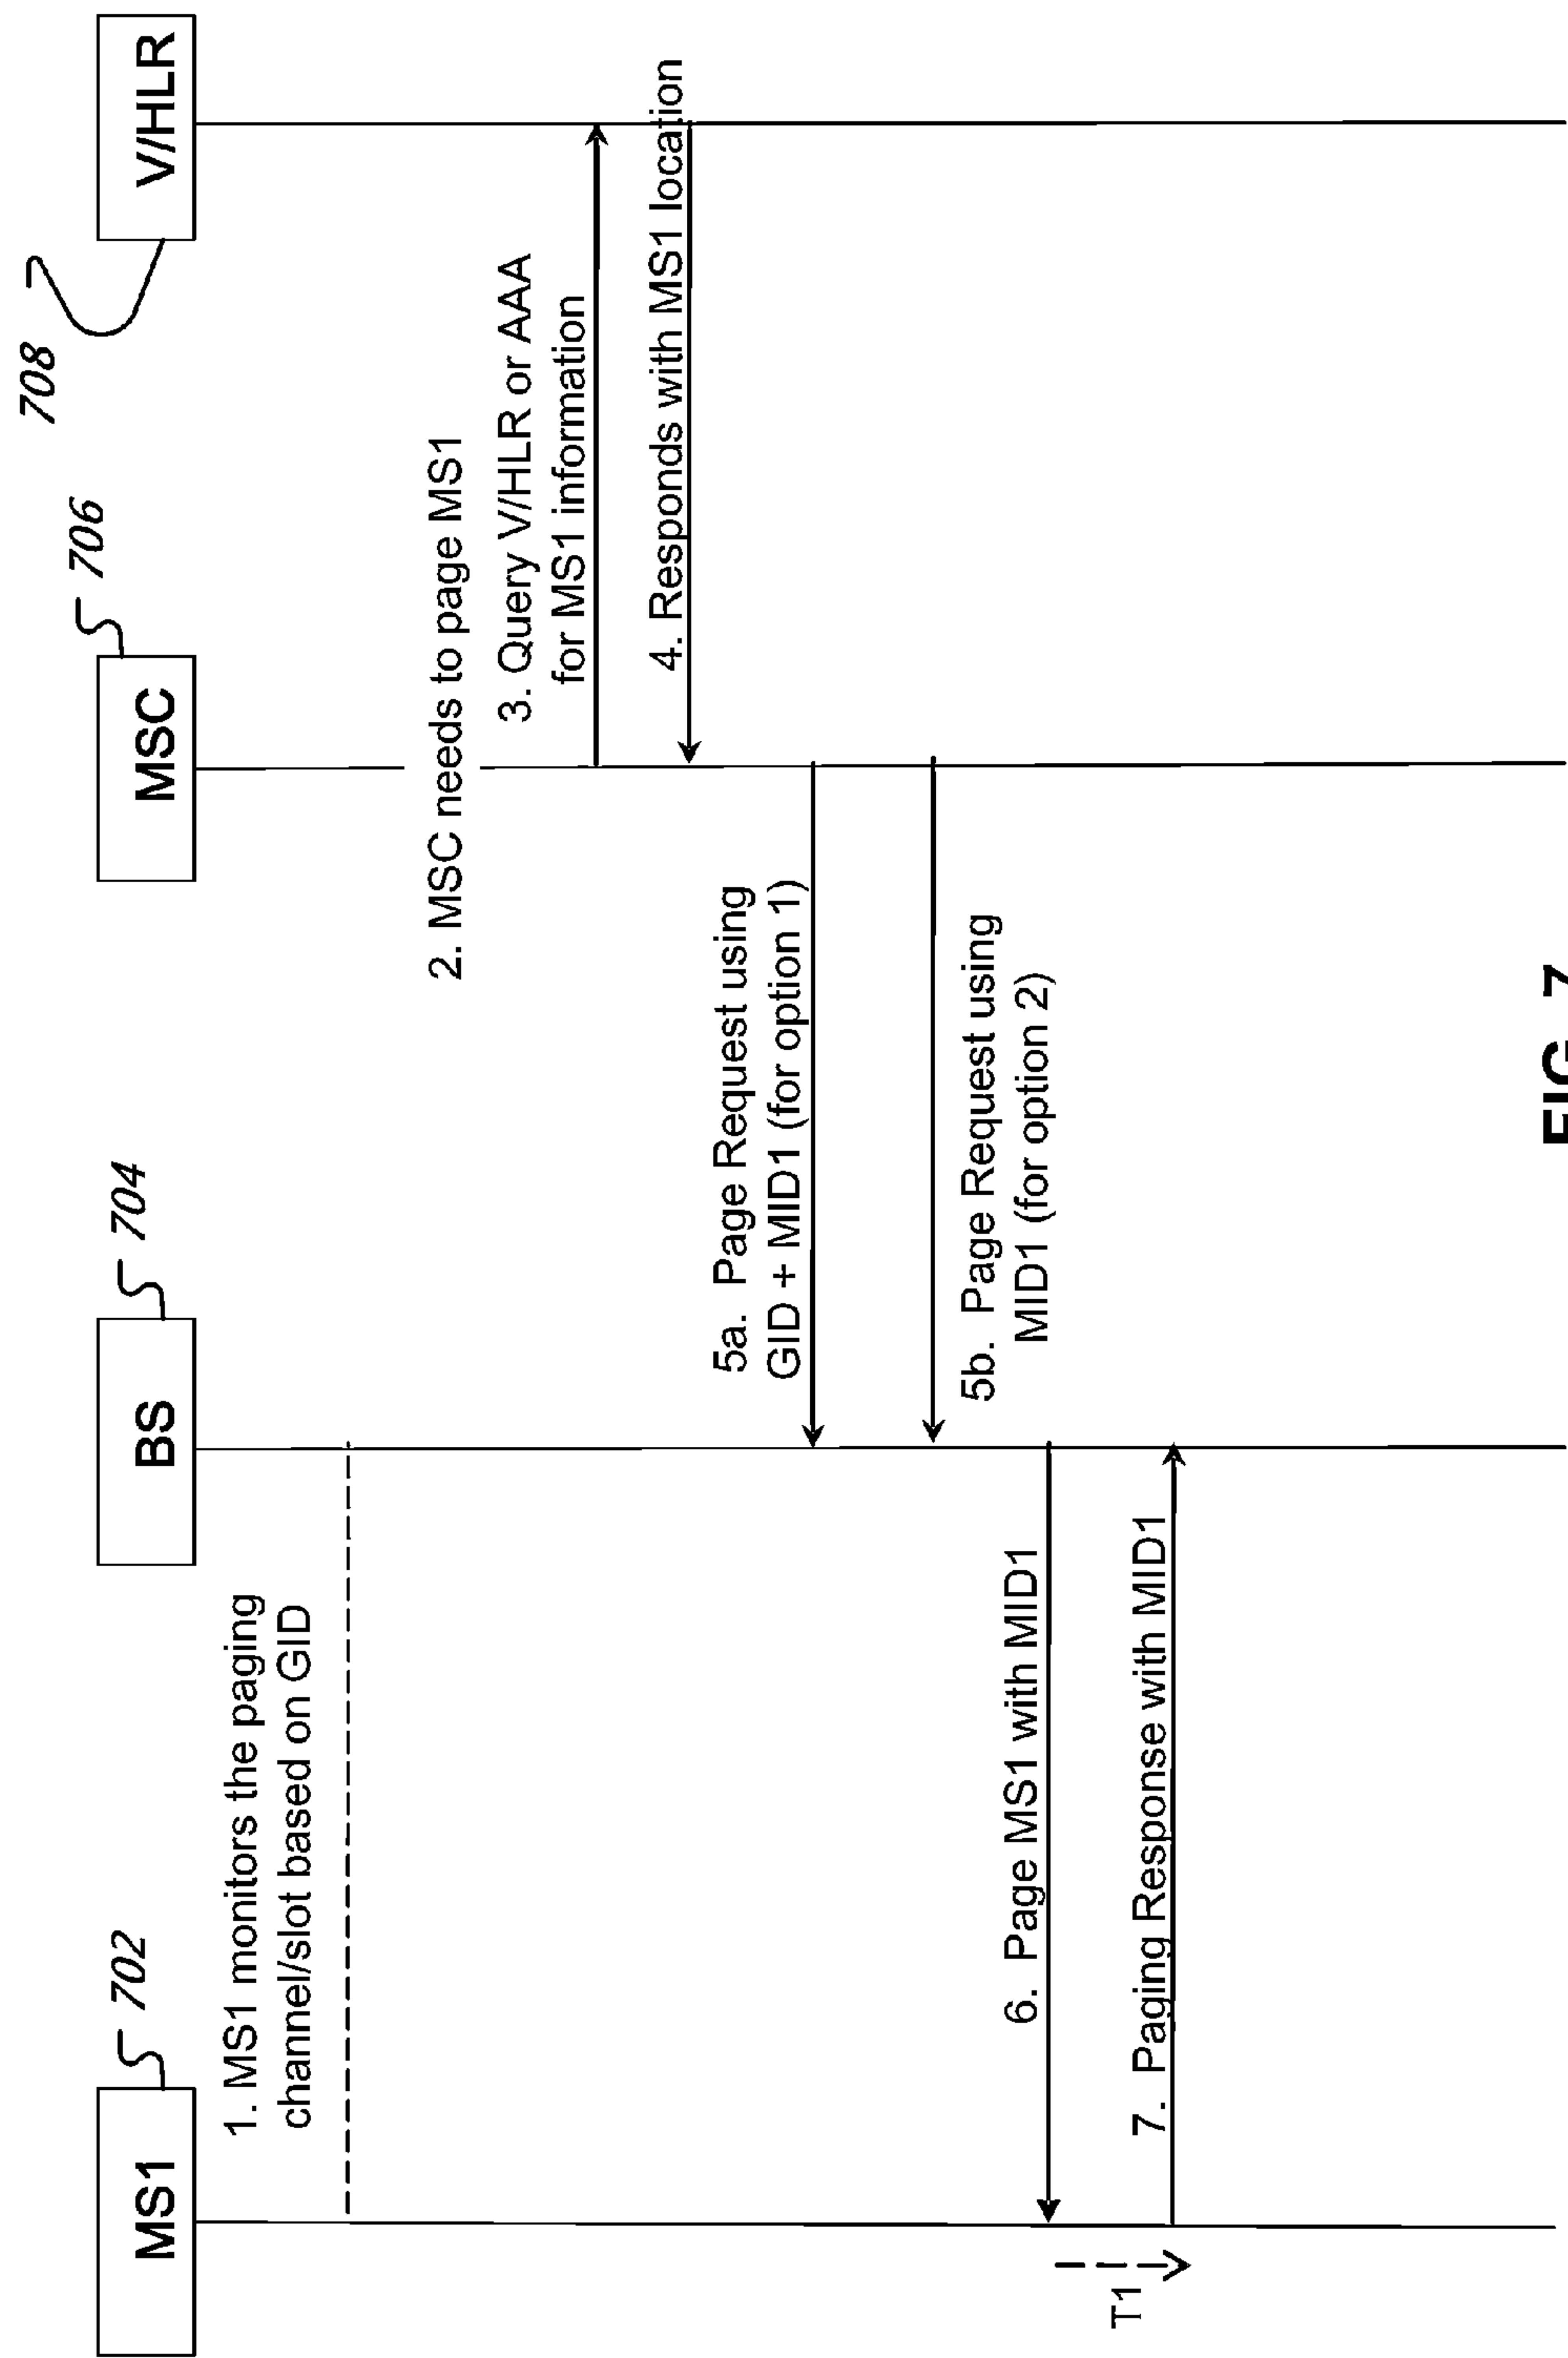 MS1
702
BS
704
MSC
706
V/HLR
708
1. MS1 monitors the paging
channel/slot based on GID
2. MSC needs to page MS1
3. Query V/HLR or AAA
for MS1 information
4. Responds with MS1 location
5a. Page Request using
GID + MID1 (for option 1)
5b. Page Request using
MID1 (for option 2)
6. Page MS1 with MID1
7. Paging Response with MID1
T1
FIG. 7